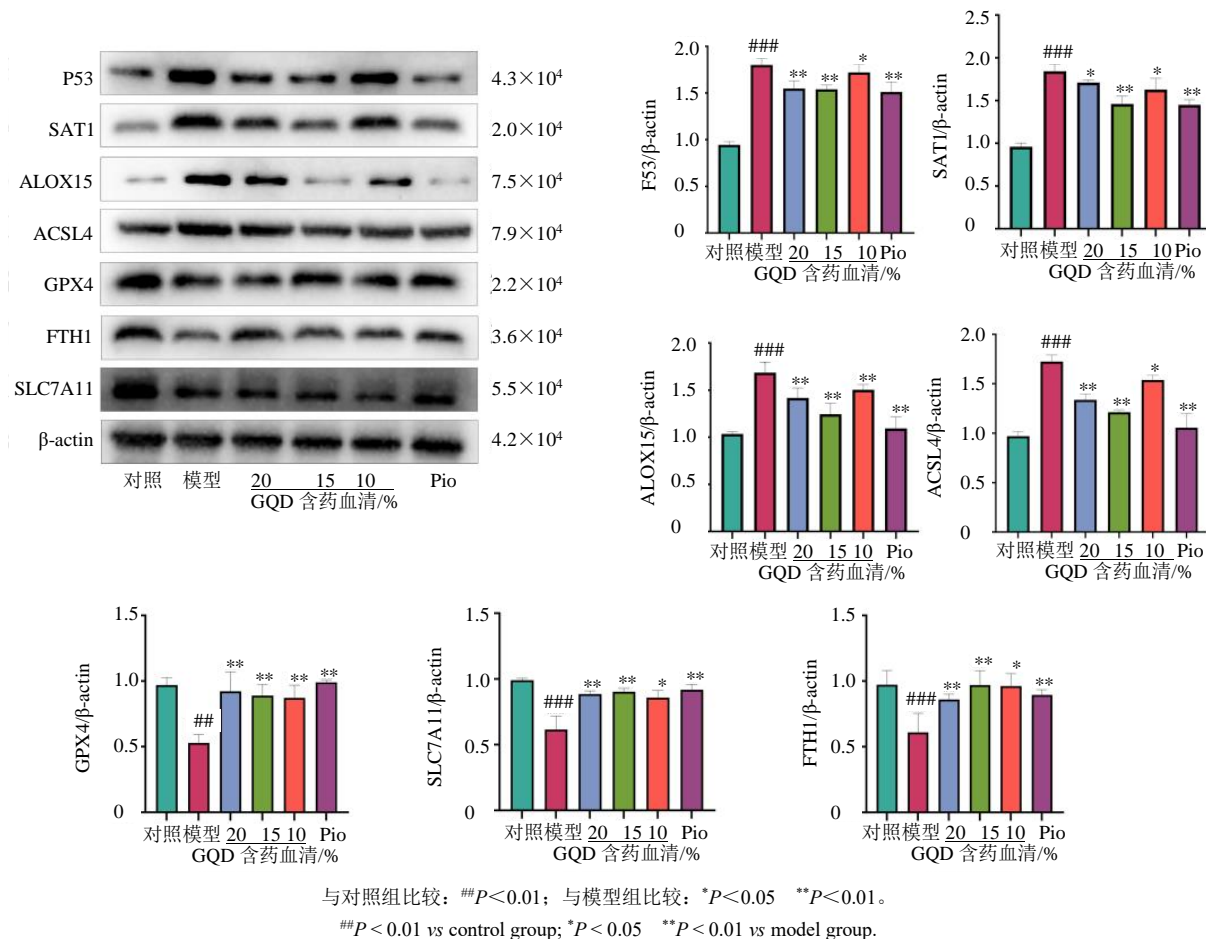 P53 4.3×10⁴
SAT1 2.0×10⁴
ALOX15 7.5×10⁴
ACSL4 7.9×10⁴
GPX4 2.2×10⁴
FTH1 3.6×10⁴
SLC7A11 5.5×10⁴
β-actin 4.2×10⁴
对照 模型 20 15 10 Pio
GQD 含药血清/%
F53/β-actin
2.0
1.5
1.0
0.5
0
### ** ** * **
对照 模型 20 15 10 Pio
GQD 含药血清/%
SAT1/β-actin
2.5
2.0
1.5
1.0
0.5
0
### * ** * **
对照 模型 20 15 10 Pio
GQD 含药血清/%
ALOX15/β-actin
2.0
1.5
1.0
0.5
0
### ** ** ** **
对照 模型 20 15 10 Pio
GQD 含药血清/%
ACSL4/β-actin
2.0
1.5
1.0
0.5
0
### ** ** * **
对照 模型 20 15 10 Pio
GQD 含药血清/%
GPX4/β-actin
1.5
1.0
0.5
0
## ** ** ** **
对照 模型 20 15 10 Pio
GQD 含药血清/%
SLC7A11/β-actin
1.5
1.0
0.5
0
### ** ** * **
对照 模型 20 15 10 Pio
GQD 含药血清/%
FTH1/β-actin
1.5
1.0
0.5
0
### ** ** * **
对照 模型 20 15 10 Pio
GQD 含药血清/%
与对照组比较：##P＜0.01；与模型组比较：*P＜0.05 **P＜0.01。
##P < 0.01 vs control group; *P < 0.05 **P < 0.01 vs model group.